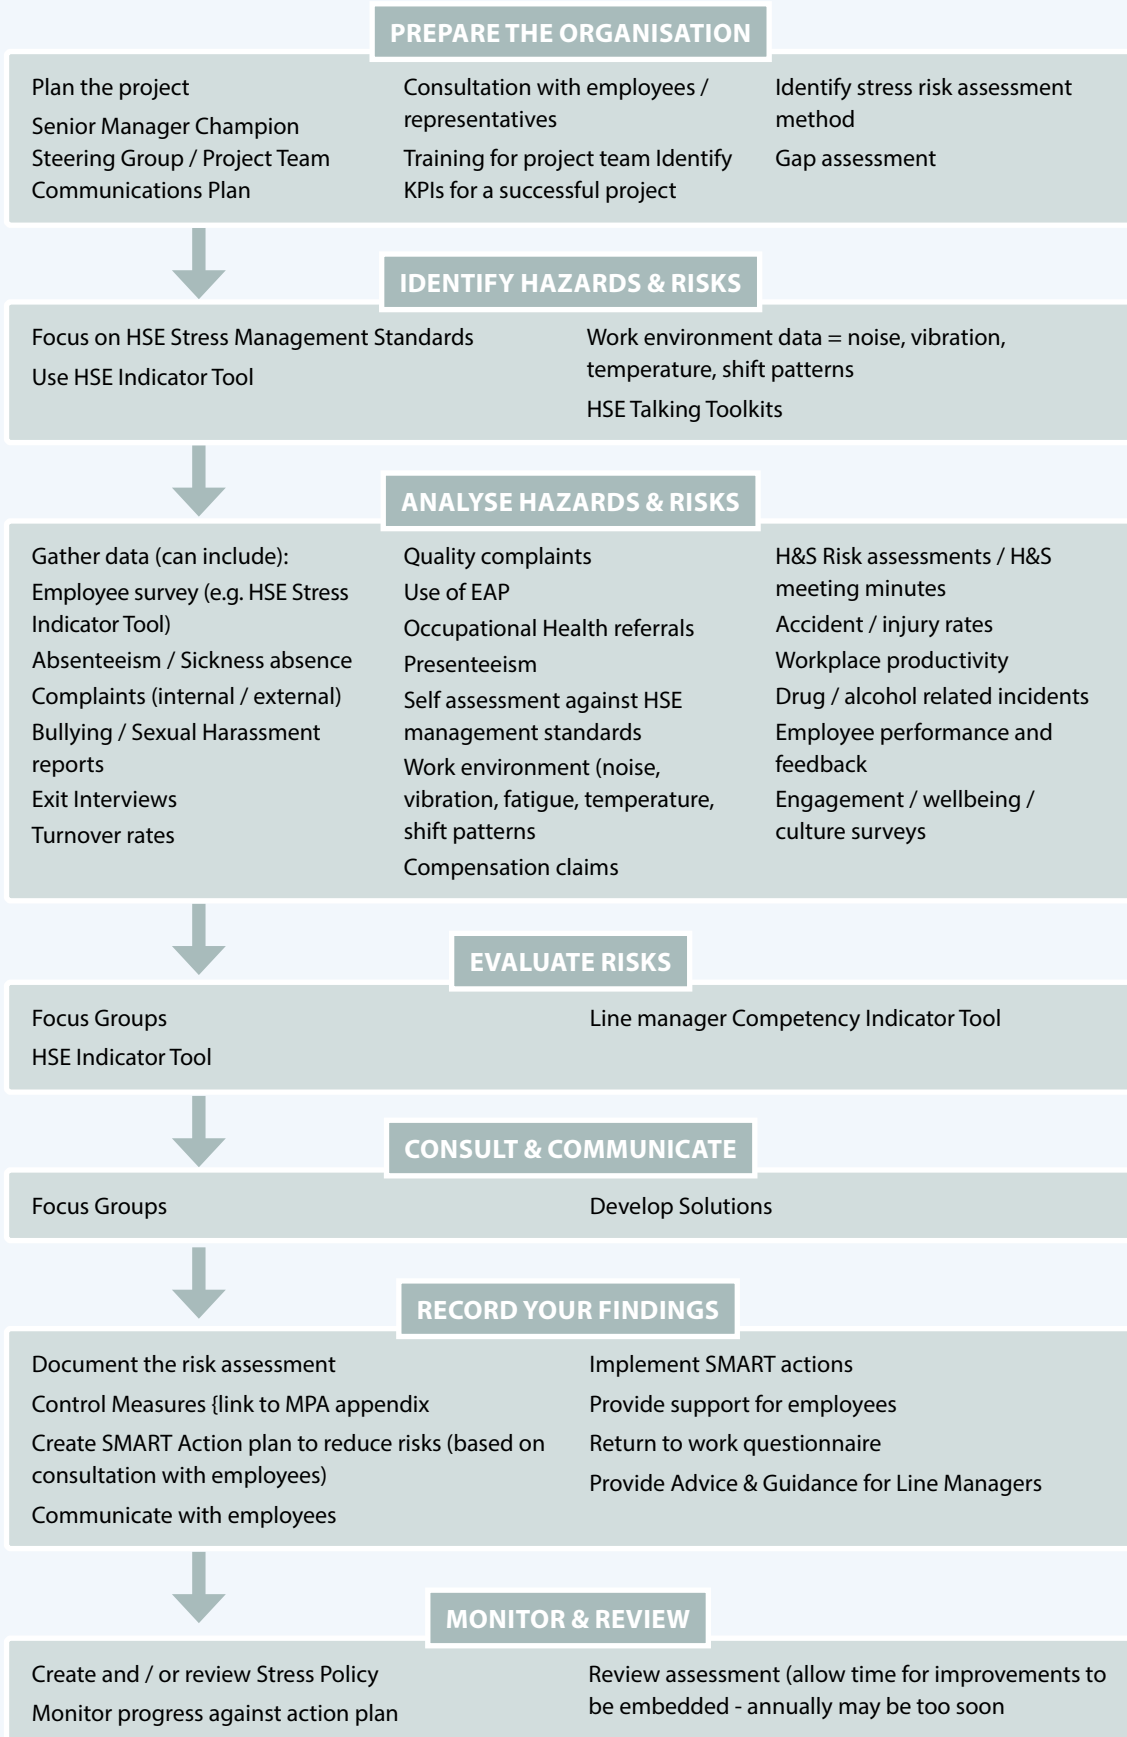 PREPARE THE ORGANISATION
Plan the project
Senior Manager Champion
Steering Group / Project Team
Communications Plan
Consultation with employees /
representatives
Training for project team Identify
KPIs for a successful project
Identify stress risk assessment
method
Gap assessment
IDENTIFY HAZARDS & RISKS
Focus on HSE Stress Management Standards
Use HSE Indicator Tool
Work environment data = noise, vibration,
temperature, shift patterns
HSE Talking Toolkits
ANALYSE HAZARDS & RISKS
Gather data (can include):
Employee survey (e.g. HSE Stress
Indicator Tool)
Absenteeism / Sickness absence
Complaints (internal / external)
Bullying / Sexual Harassment
reports
Exit Interviews
Turnover rates
Quality complaints
Use of EAP
Occupational Health referrals
Presenteeism
Self assessment against HSE
management standards
Work environment (noise,
vibration, fatigue, temperature,
shift patterns
Compensation claims
H&S Risk assessments / H&S
meeting minutes
Accident / injury rates
Workplace productivity
Drug / alcohol related incidents
Employee performance and
feedback
Engagement / wellbeing /
culture surveys
EVALUATE RISKS
Focus Groups
HSE Indicator Tool
Line manager Competency Indicator Tool
CONSULT & COMMUNICATE
Focus Groups
Develop Solutions
RECORD YOUR FINDINGS
Document the risk assessment
Control Measures {link to MPA appendix
Create SMART Action plan to reduce risks (based on
consultation with employees)
Communicate with employees
Implement SMART actions
Provide support for employees
Return to work questionnaire
Provide Advice & Guidance for Line Managers
MONITOR & REVIEW
Create and / or review Stress Policy
Monitor progress against action plan
Review assessment (allow time for improvements to
be embedded - annually may be too soon